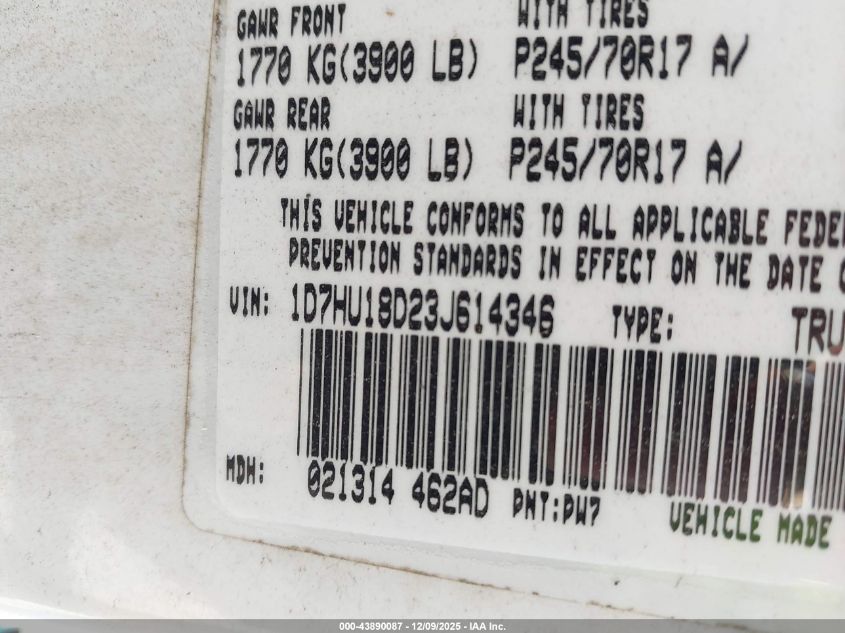 GAWR FRONT WITH TIRES
1770 KG(3900 LB) P245/70R17 A/
GAWR REAR WITH TIRES
1770 KG(3900 LB) P245/70R17 A/
THIS VEHICLE CONFORMS TO ALL APPLICABLE FEDE
PREVENTION STANDARDS IN EFFECT ON THE DATE
VIN: 1D7HU18D23J614346 TYPE: TRU
MDH: 021314 462AD PNT:PW7
VEHICLE MADE
000-43890087 - 12/09/2025 - IAA Inc.